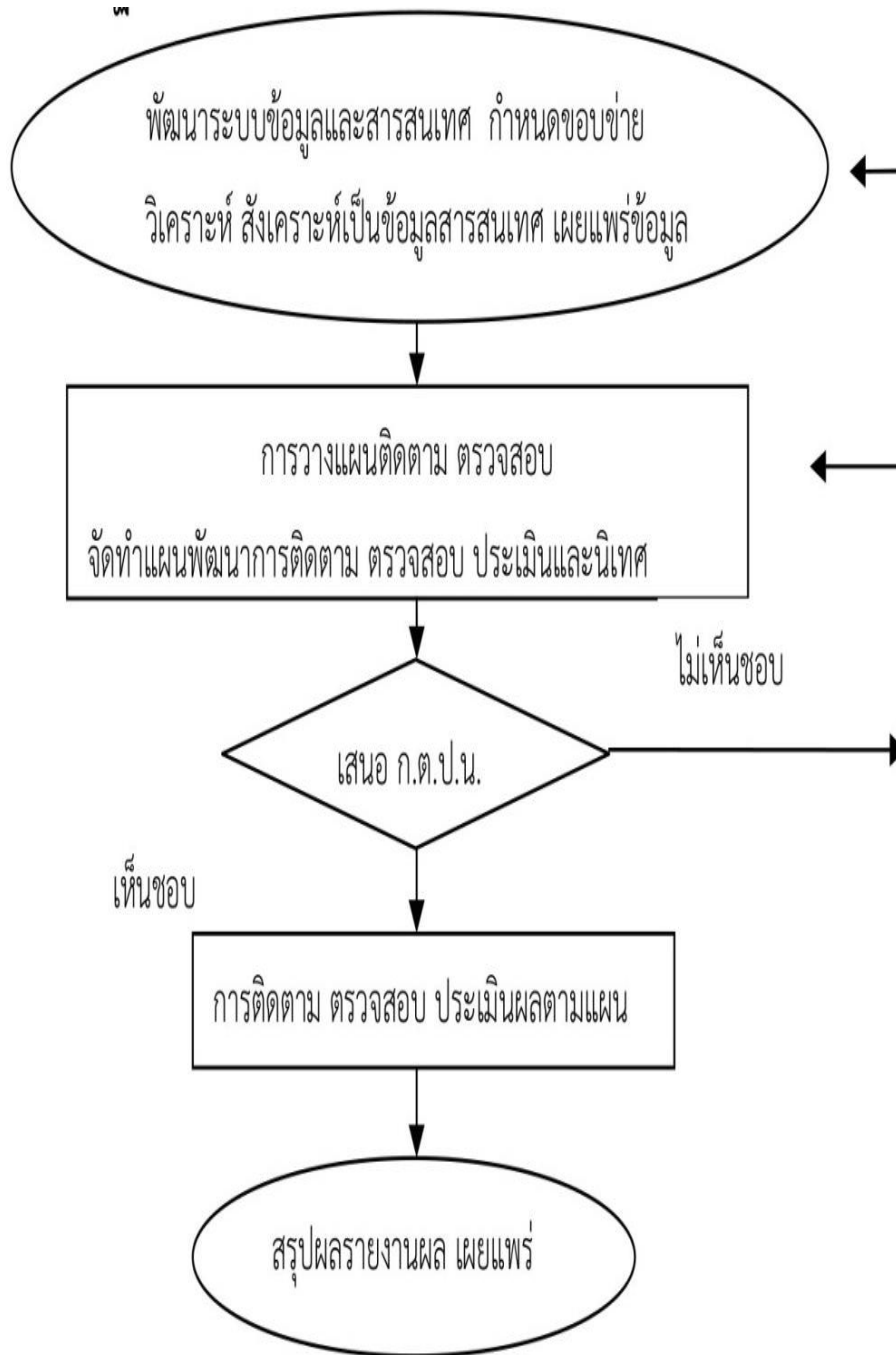 พัฒนาระบบข้อมูลและสารสนเทศ กำหนดขอบข่าย
วิเคราะห์ สังเคราะห์เป็นข้อมูลสารสนเทศ เผยแพร่ข้อมูล
การวางแผนติดตาม ตรวจสอบ
จัดทำแผนพัฒนาการติดตาม ตรวจสอบ ประเมินและนิเทศ
ไม่เห็นชอบ
เสนอ ก.ต.ป.น.
เห็นชอบ
การติดตาม ตรวจสอบ ประเมินผลตามแผน
สรุปผลรายงานผล เผยแพร่